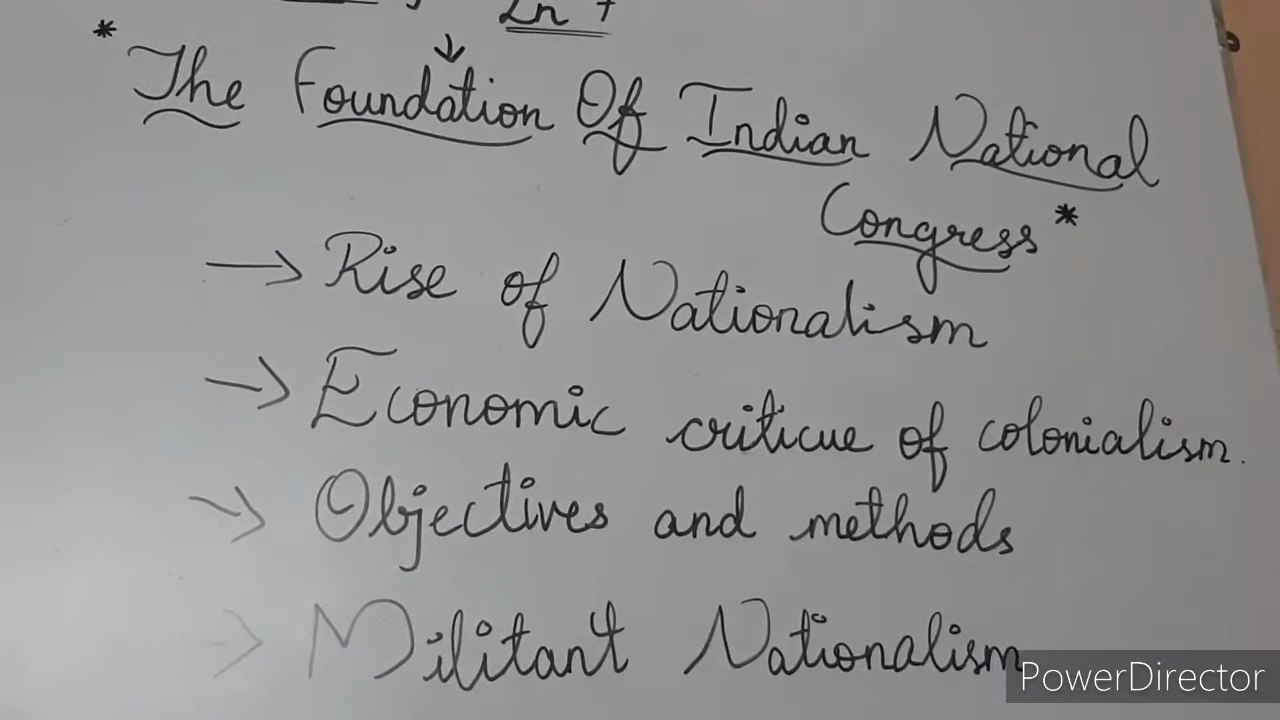 * The Foundation Of Indian National
Congress *
→ Rise of Nationalism
→ Economic criticue of colonialism.
→ Objectives and methods
→ Militant Nationalism
PowerDirector